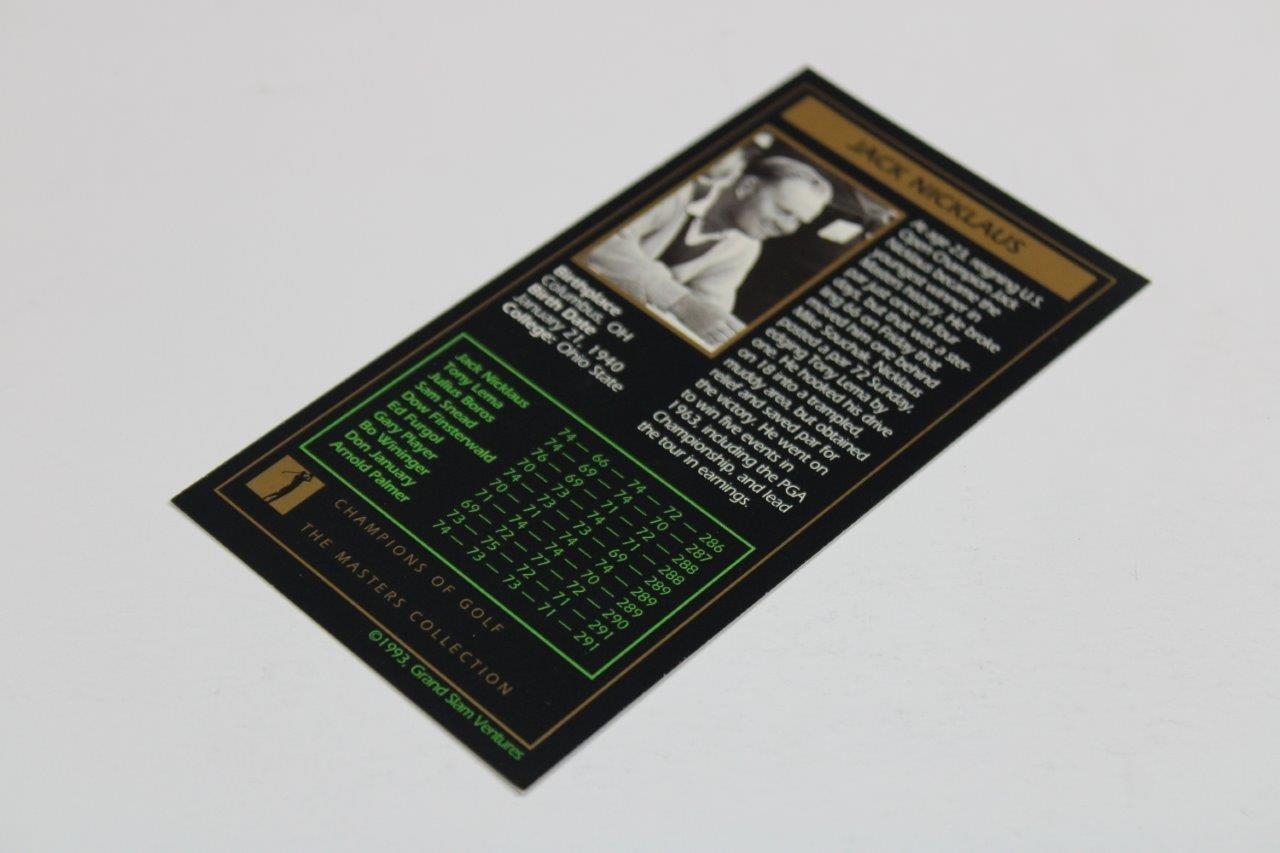 JACK NICKLAUS
At age 23, reigning U.S.
Open Champion Jack
Nicklaus became the
youngest winner in
Masters history. He broke
par just once in four
days, but that was a ster-
ling 66 on Friday that
pushed him one behind
Mike Souchak. Nicklaus
posted a par 72 Sunday,
edging Tony Lema by
one. He hooked his drive
on 18 into a trampled,
muddy area, but obtained
relief and saved par for
the victory. He went on
to win five events in
1963, including the PGA
Championship, and lead
the tour in earnings.
Birthplace
Columbus, OH
Birth Date
January 21, 1940
College: Ohio State
Jack Nicklaus 74 — 66 — 74 — 72 — 286
Tony Lema 74 — 69 — 74 — 70 — 287
Julius Boros 76 — 69 — 71 — 72 — 288
Sam Snead 70 — 73 — 74 — 71 — 288
Dow Finsterwald 74 — 73 — 73 — 69 — 289
Ed Furgol 70 — 71 — 74 — 74 — 289
Gary Player 71 — 74 — 74 — 70 — 289
Bo Wininger 69 — 72 — 77 — 72 — 290
Don January 73 — 75 — 72 — 71 — 291
Arnold Palmer 74 — 73 — 73 — 71 — 291
CHAMPIONS OF GOLF
THE MASTERS COLLECTION
©1993, Grand Slam Ventures